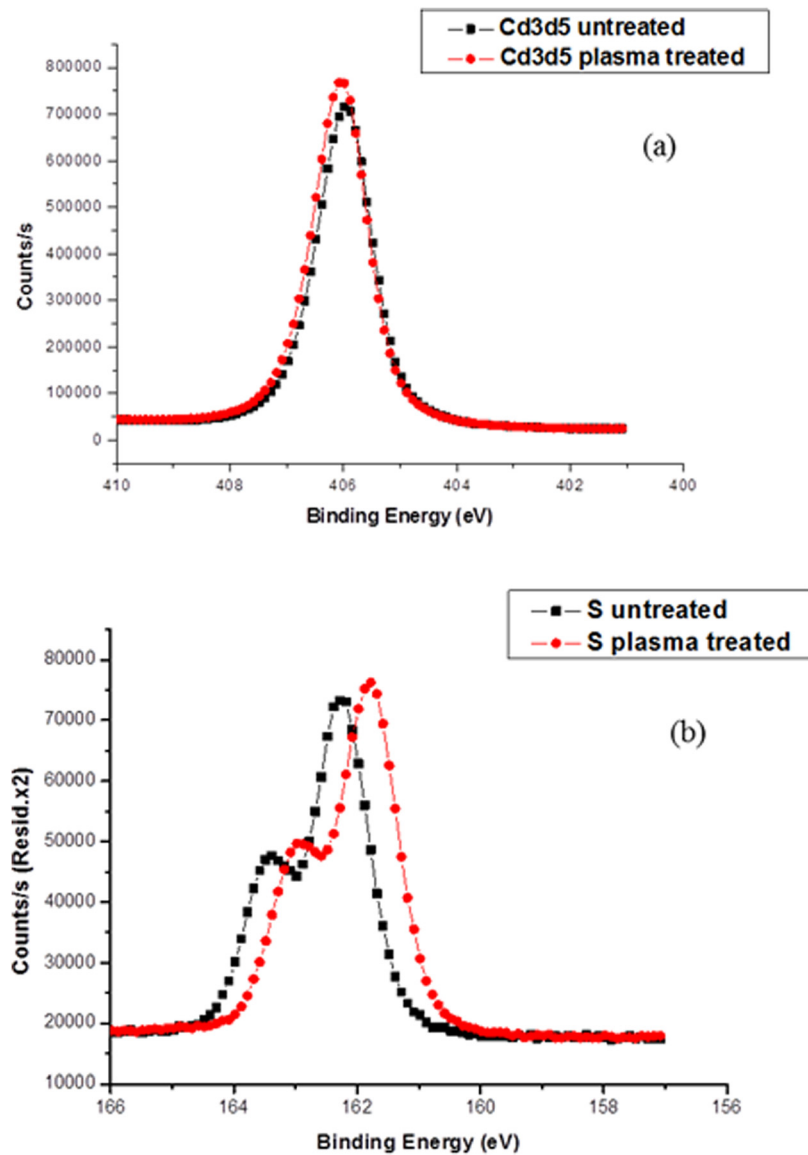 Cd3d5 untreated
Cd3d5 plasma treated
(a)
800000
700000
600000
500000
400000
300000
200000
100000
0
Counts/s
410
408
406
404
402
400
Binding Energy (eV)
S untreated
S plasma treated
(b)
80000
70000
60000
50000
40000
30000
20000
10000
Counts/s (Resid.x2)
166
164
162
160
158
156
Binding Energy (eV)